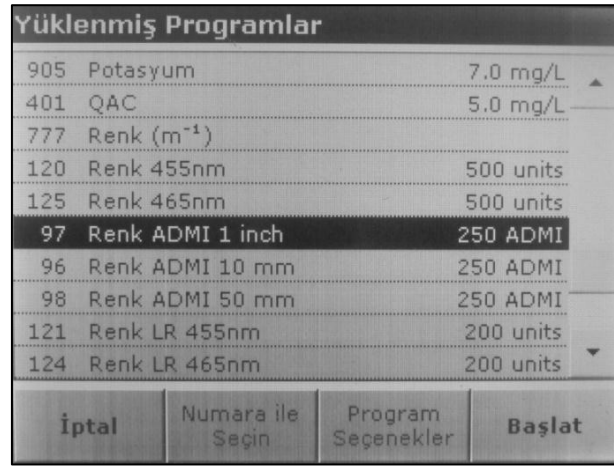 Yüklenmiş Programlar
905 Potasyum 7.0 mg/L
401 QAC 5.0 mg/L
777 Renk (m⁻¹)
120 Renk 455nm 500 units
125 Renk 465nm 500 units
97 Renk ADMI 1 inch 250 ADMI
96 Renk ADMI 10 mm 250 ADMI
98 Renk ADMI 50 mm 250 ADMI
121 Renk LR 455nm 200 units
124 Renk LR 465nm 200 units
İptal Numara ile Seçin Program Seçenekler Başlat